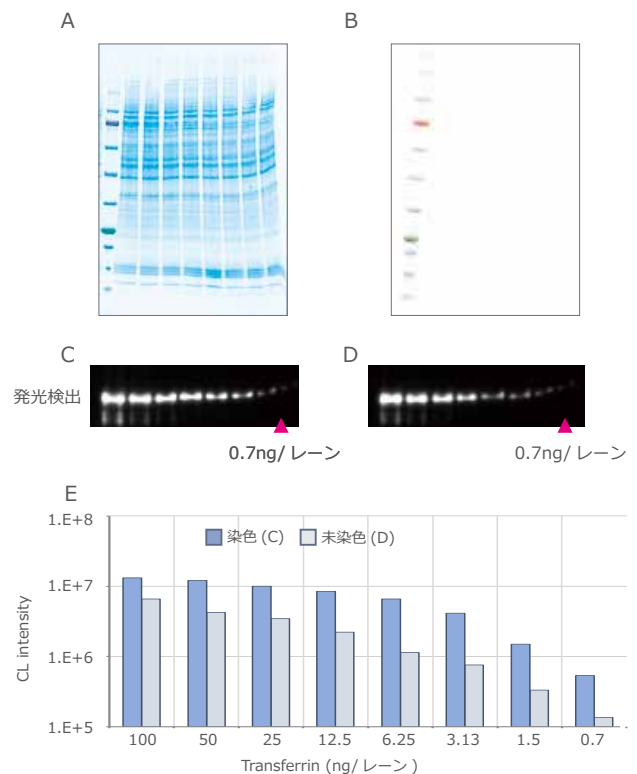 A
B
C
D
発光検出
0.7ng/ レーン
0.7ng/ レーン
E
1.E+8
1.E+7
1.E+6
1.E+5
CL intensity
染色 (C)
未染色 (D)
100
50
25
12.5
6.25
3.13
1.5
0.7
Transferrin (ng/ レーン )